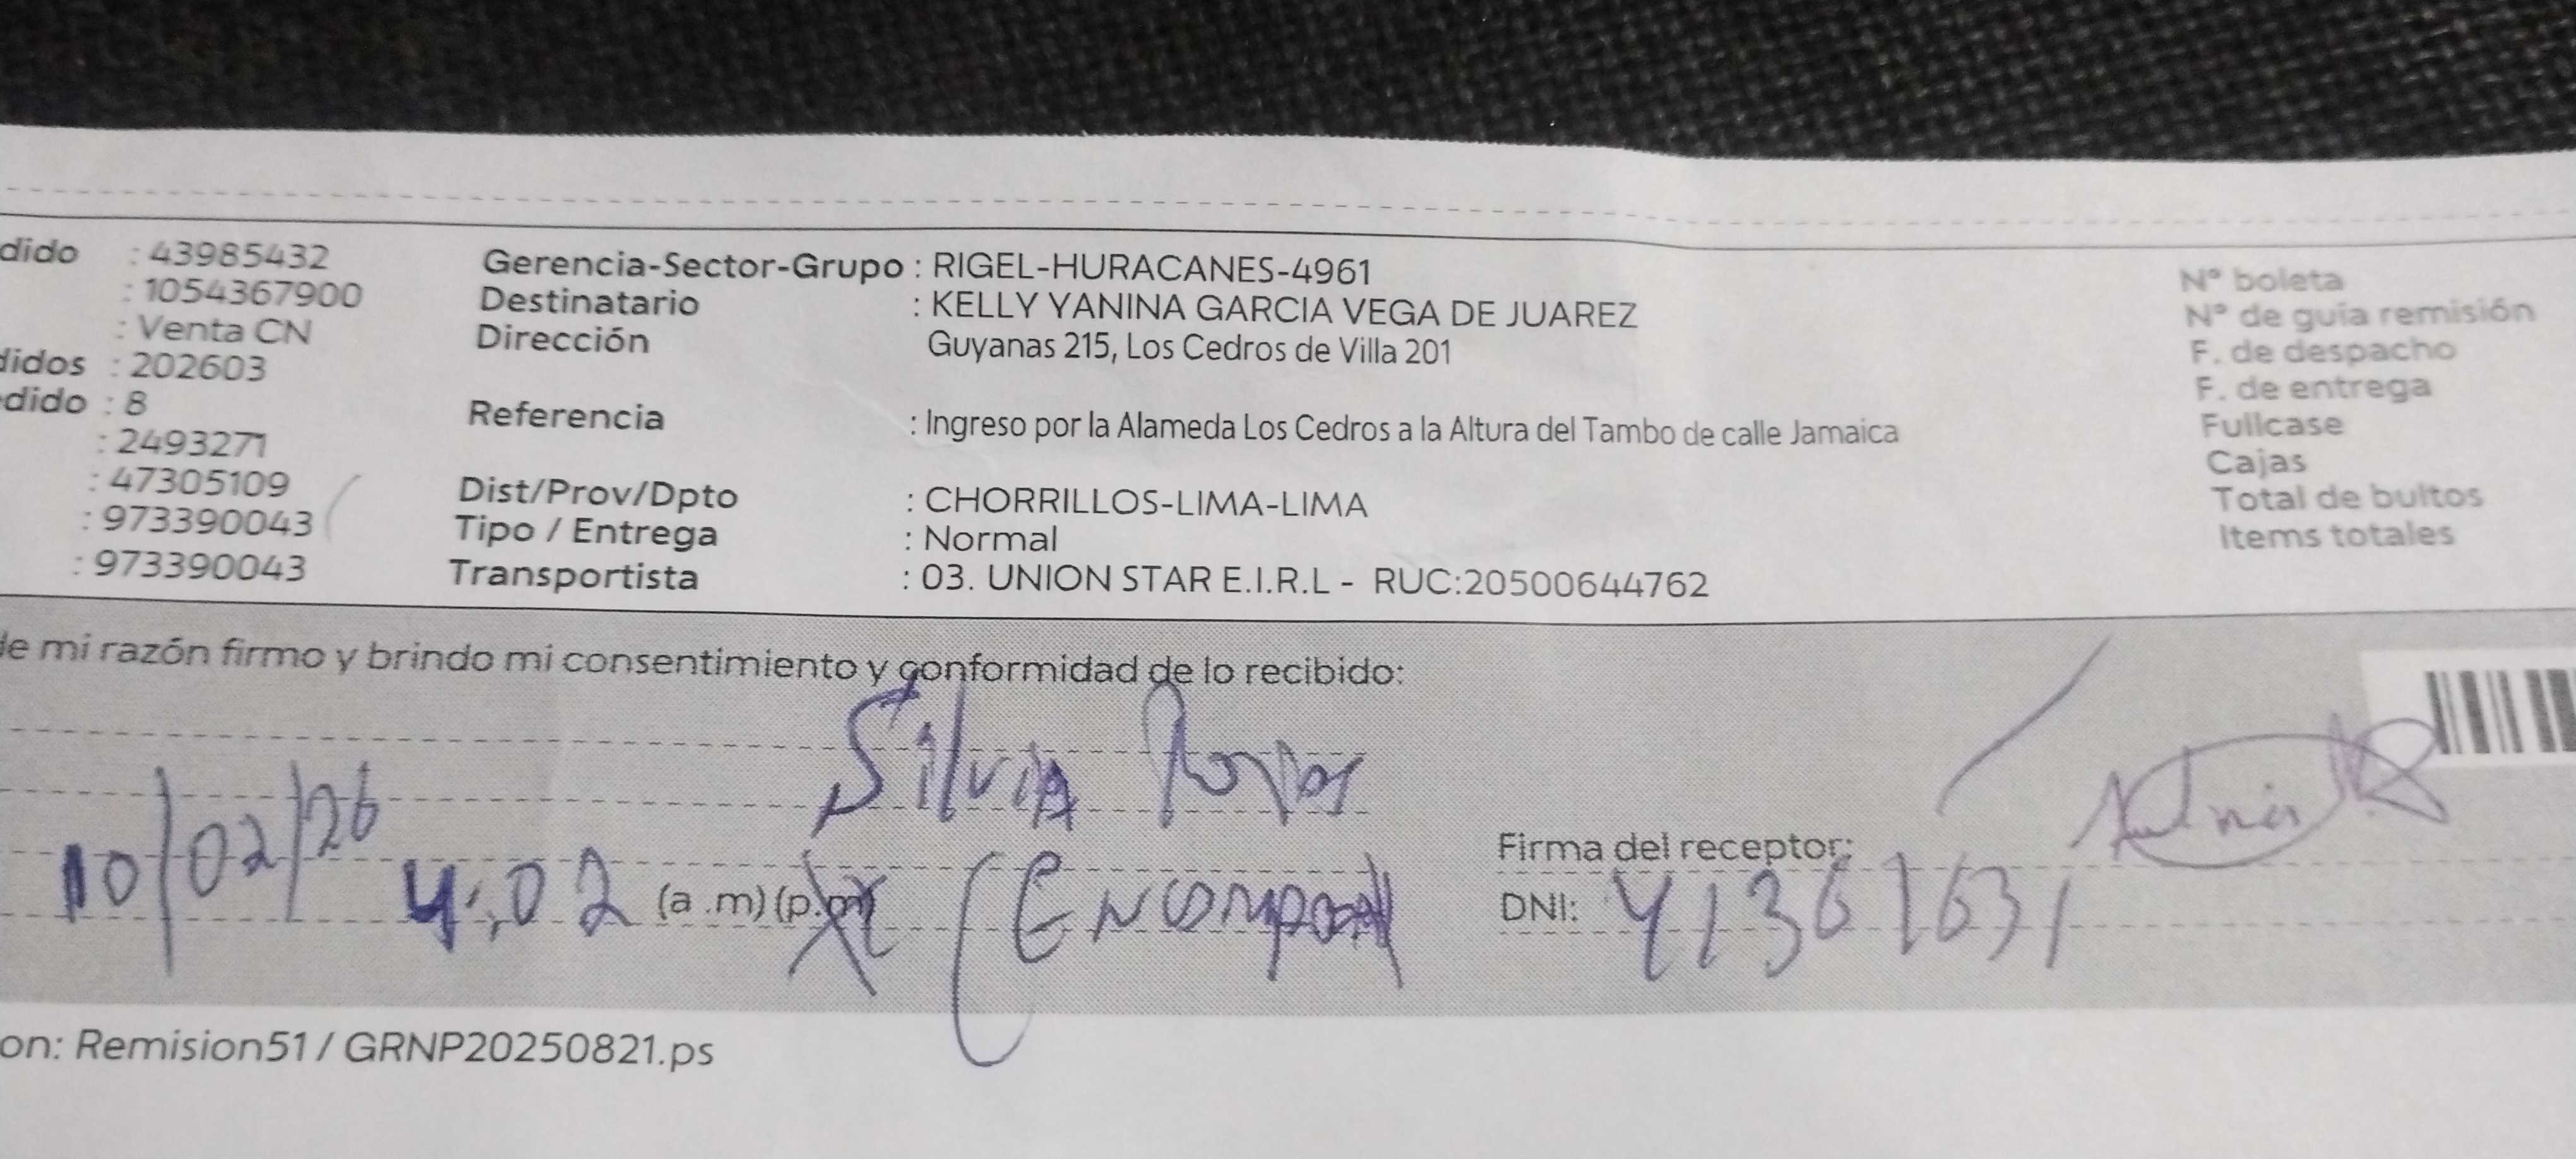 dido : 43985432
: 1054367900
: Venta CN
didos : 202603
dido : 8
: 2493271
: 47305109
: 973390043
: 973390043
Gerencia-Sector-Grupo : RIGEL-HURACANES-4961
Destinatario : KELLY YANINA GARCIA VEGA DE JUAREZ
Dirección Guyanas 215, Los Cedros de Villa 201
Referencia : Ingreso por la Alameda Los Cedros a la Altura del Tambo de calle Jamaica
Dist/Prov/Dpto : CHORRILLOS-LIMA-LIMA
Tipo / Entrega : Normal
Transportista : 03. UNION STAR E.I.R.L - RUC:20500644762
N° boleta
N° de guía remisión
F. de despacho
F. de entrega
Fullcase
Cajas
Total de bultos
Items totales
de mi razón firmo y brindo mi consentimiento y conformidad de lo recibido:
Silvia Rojas
10/02/26 4:02 (a .m) (p.m)
Firma del receptor:
DNI: 41361631
on: Remision51 / GRNP20250821.ps